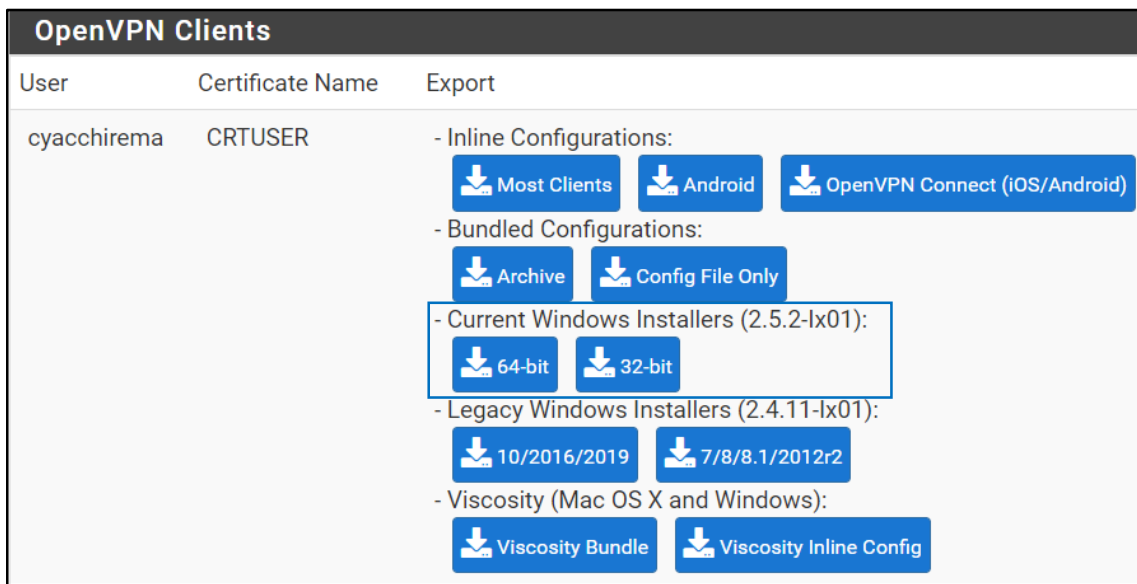 OpenVPN Clients
User Certificate Name Export
cyacchirema CRTUSER - Inline Configurations:
Most Clients Android OpenVPN Connect (iOS/Android)
- Bundled Configurations:
Archive Config File Only
- Current Windows Installers (2.5.2-Ix01):
64-bit 32-bit
- Legacy Windows Installers (2.4.11-Ix01):
10/2016/2019 7/8/8.1/2012r2
- Viscosity (Mac OS X and Windows):
Viscosity Bundle Viscosity Inline Config